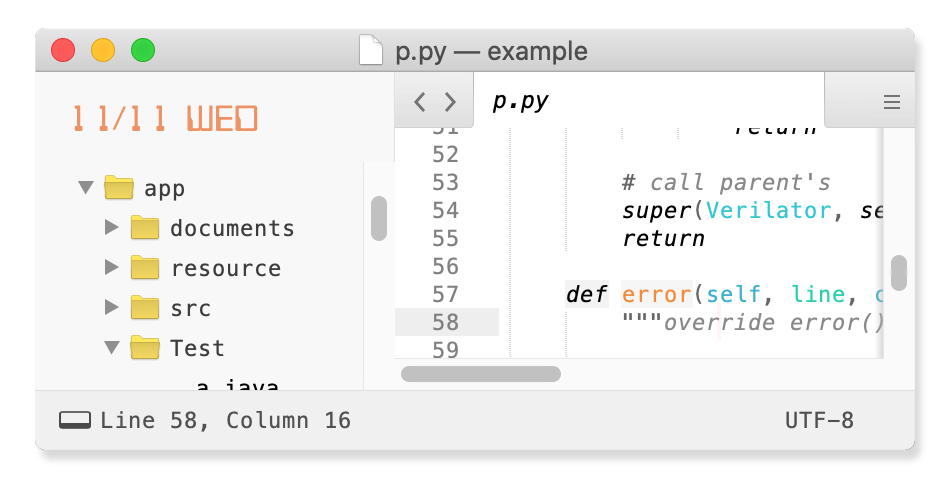 p.py — example
11/11 WED
p.py
app
documents
resource
src
Test
a.java
51 return
52
53 # call parent's
54 super(Verilator, se
55 return
56
57 def error(self, line, c
58 """override error()
59
Line 58, Column 16
UTF-8